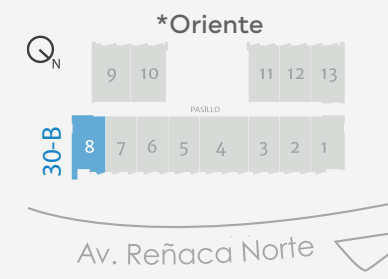 *Oriente
N
9 10 11 12 13
PASILLO
30-B
8 7 6 5 4 3 2 1
Av. Reñaca Norte